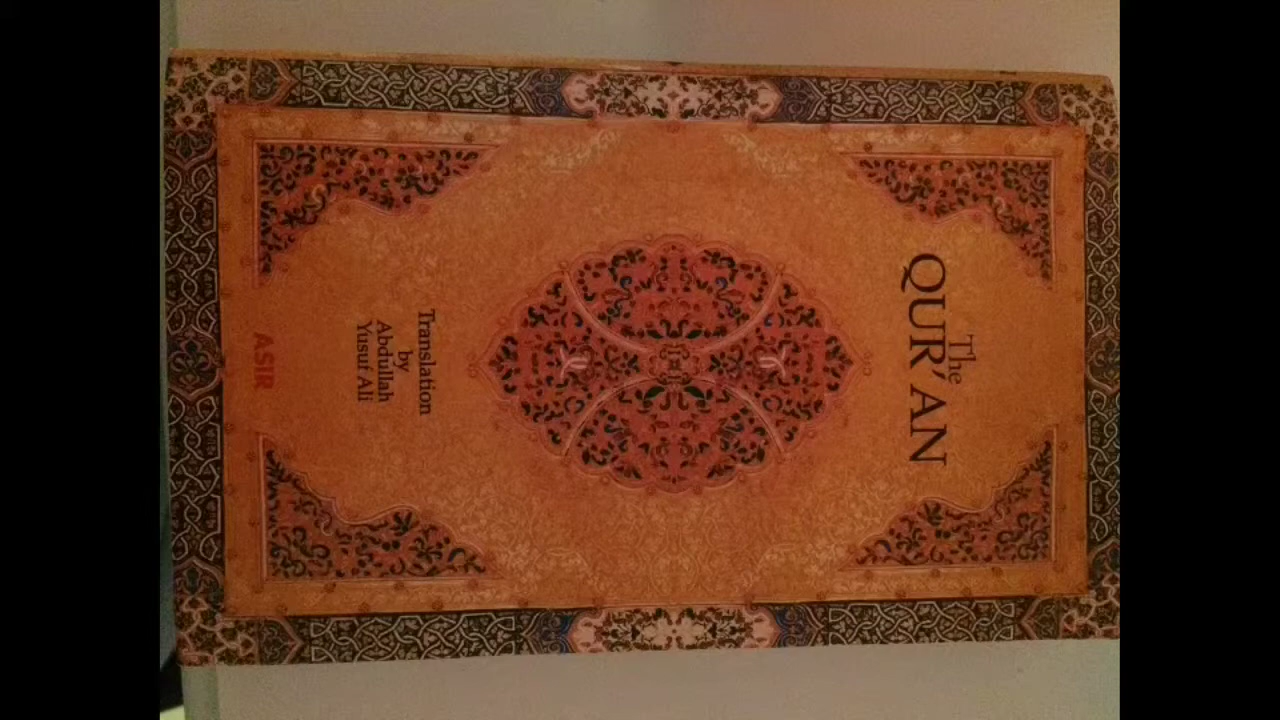 The
QUR'AN
Translation
by
Abdullah
Yusuf Ali
ASIR